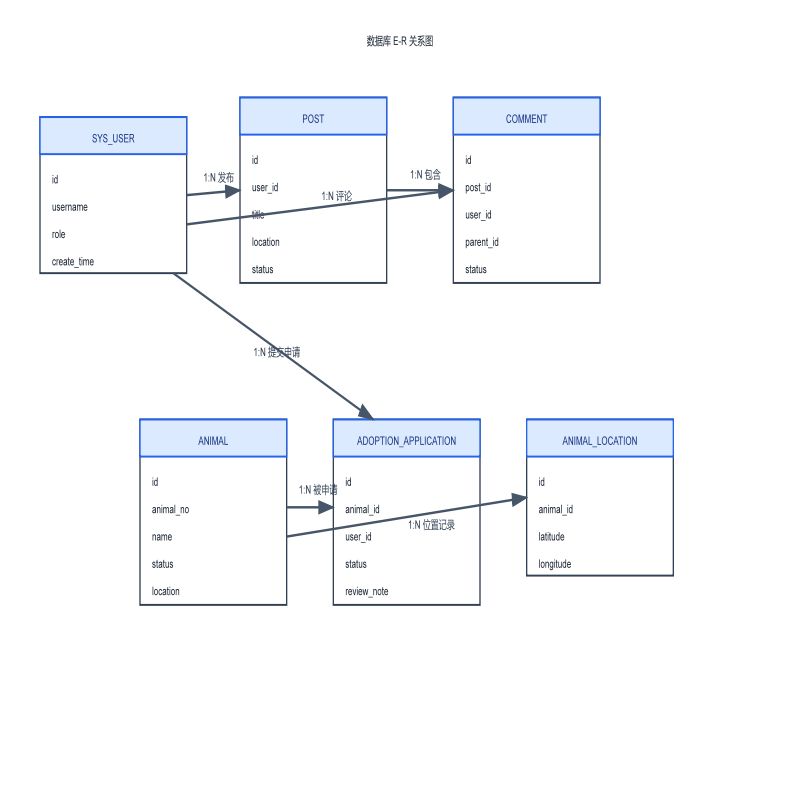 数据库 E-R 关系图
SYS_USER
id
username
role
create_time
1:N 发布
POST
id
user_id
title
location
status
1:N 评论
1:N 包含
COMMENT
id
post_id
user_id
parent_id
status
1:N 提交申请
ANIMAL
id
animal_no
name
status
location
1:N 被申请
ADOPTION_APPLICATION
id
animal_id
user_id
status
review_note
1:N 位置记录
ANIMAL_LOCATION
id
animal_id
latitude
longitude